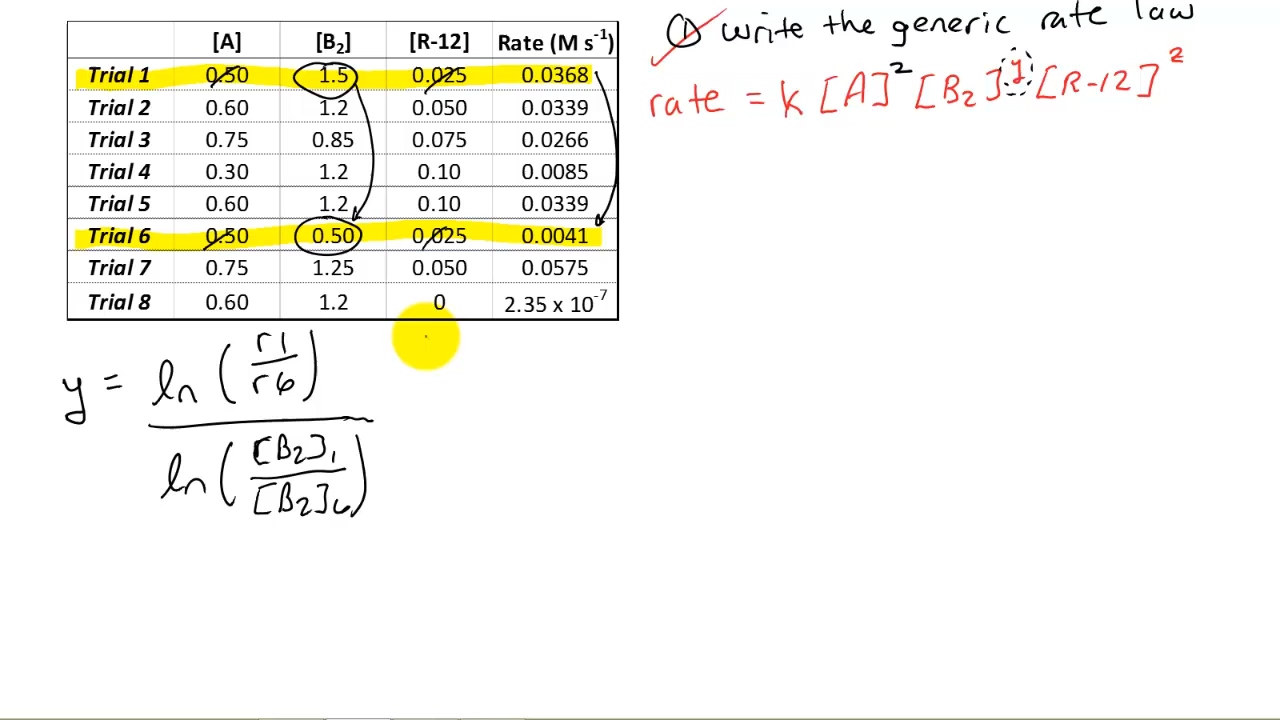 [A] [B2] [R-12] Rate (M s-1)
Trial 1 0.50 1.5 0.025 0.0368
Trial 2 0.60 1.2 0.050 0.0339
Trial 3 0.75 0.85 0.075 0.0266
Trial 4 0.30 1.2 0.10 0.0085
Trial 5 0.60 1.2 0.10 0.0339
Trial 6 0.50 0.50 0.025 0.0041
Trial 7 0.75 1.25 0.050 0.0575
Trial 8 0.60 1.2 0 2.35 x 10-7
① write the generic rate law
rate = k [A]2 [B2]y [R-12]2
y = ln (r1/r6)
ln ([B2]1/[B2]6)